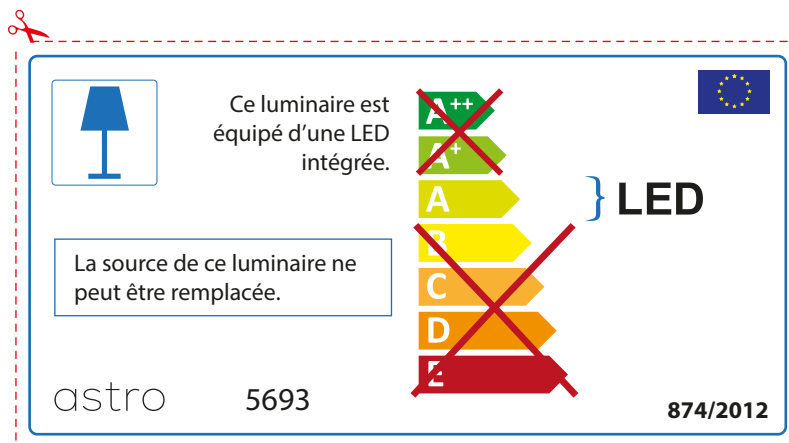 Ce luminaire est
équipé d’une LED
intégrée.
A++
A+
A
B
C
D
E
LED
La source de ce luminaire ne
peut être remplacée.
astro
5693
874/2012